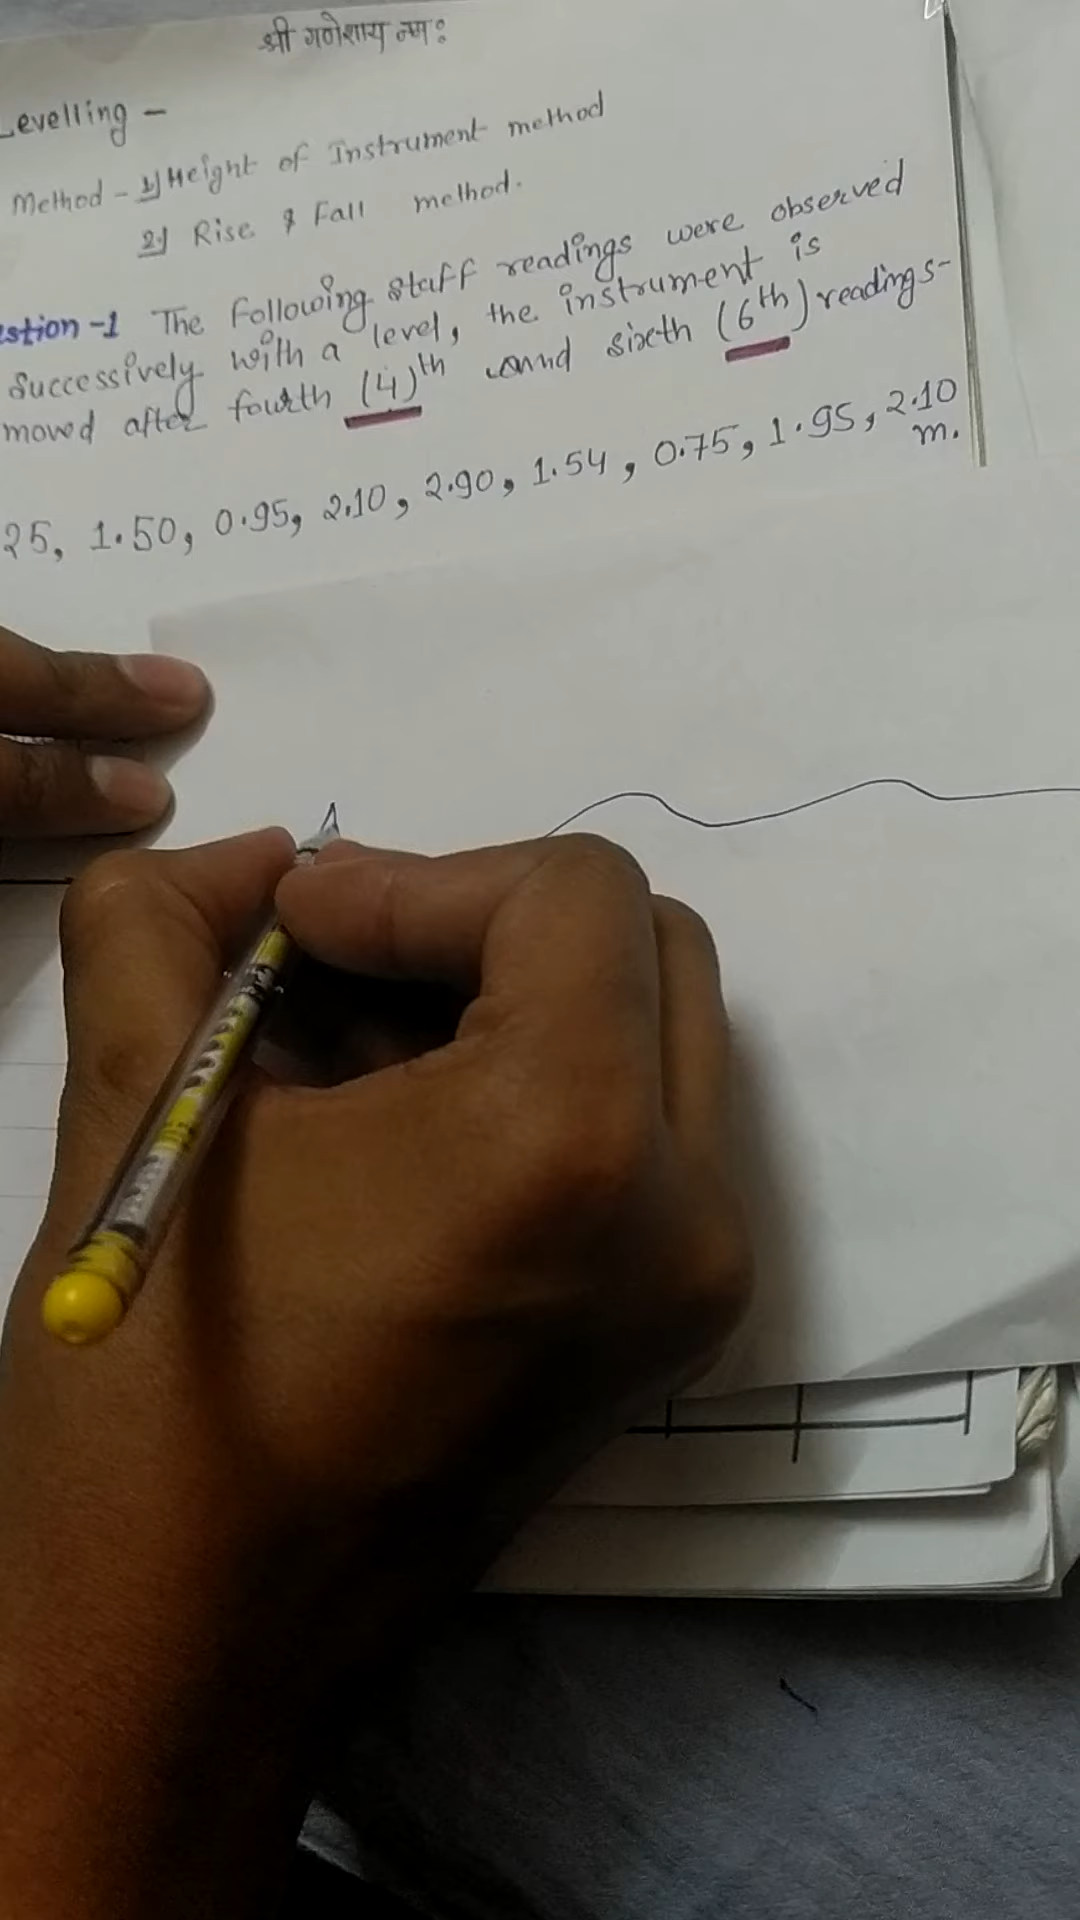 श्री गणेशाय नमः
Levelling -
Method - 1) Height of Instrument method
2) Rise & Fall method.
estion -1 The following staff readings were observed
successively with a level, the instrument is
moved after fourth (4)th and sixth (6th) readings-
25, 1.50, 0.95, 2.10, 2.90, 1.54, 0.75, 1.95, 2.10
m.